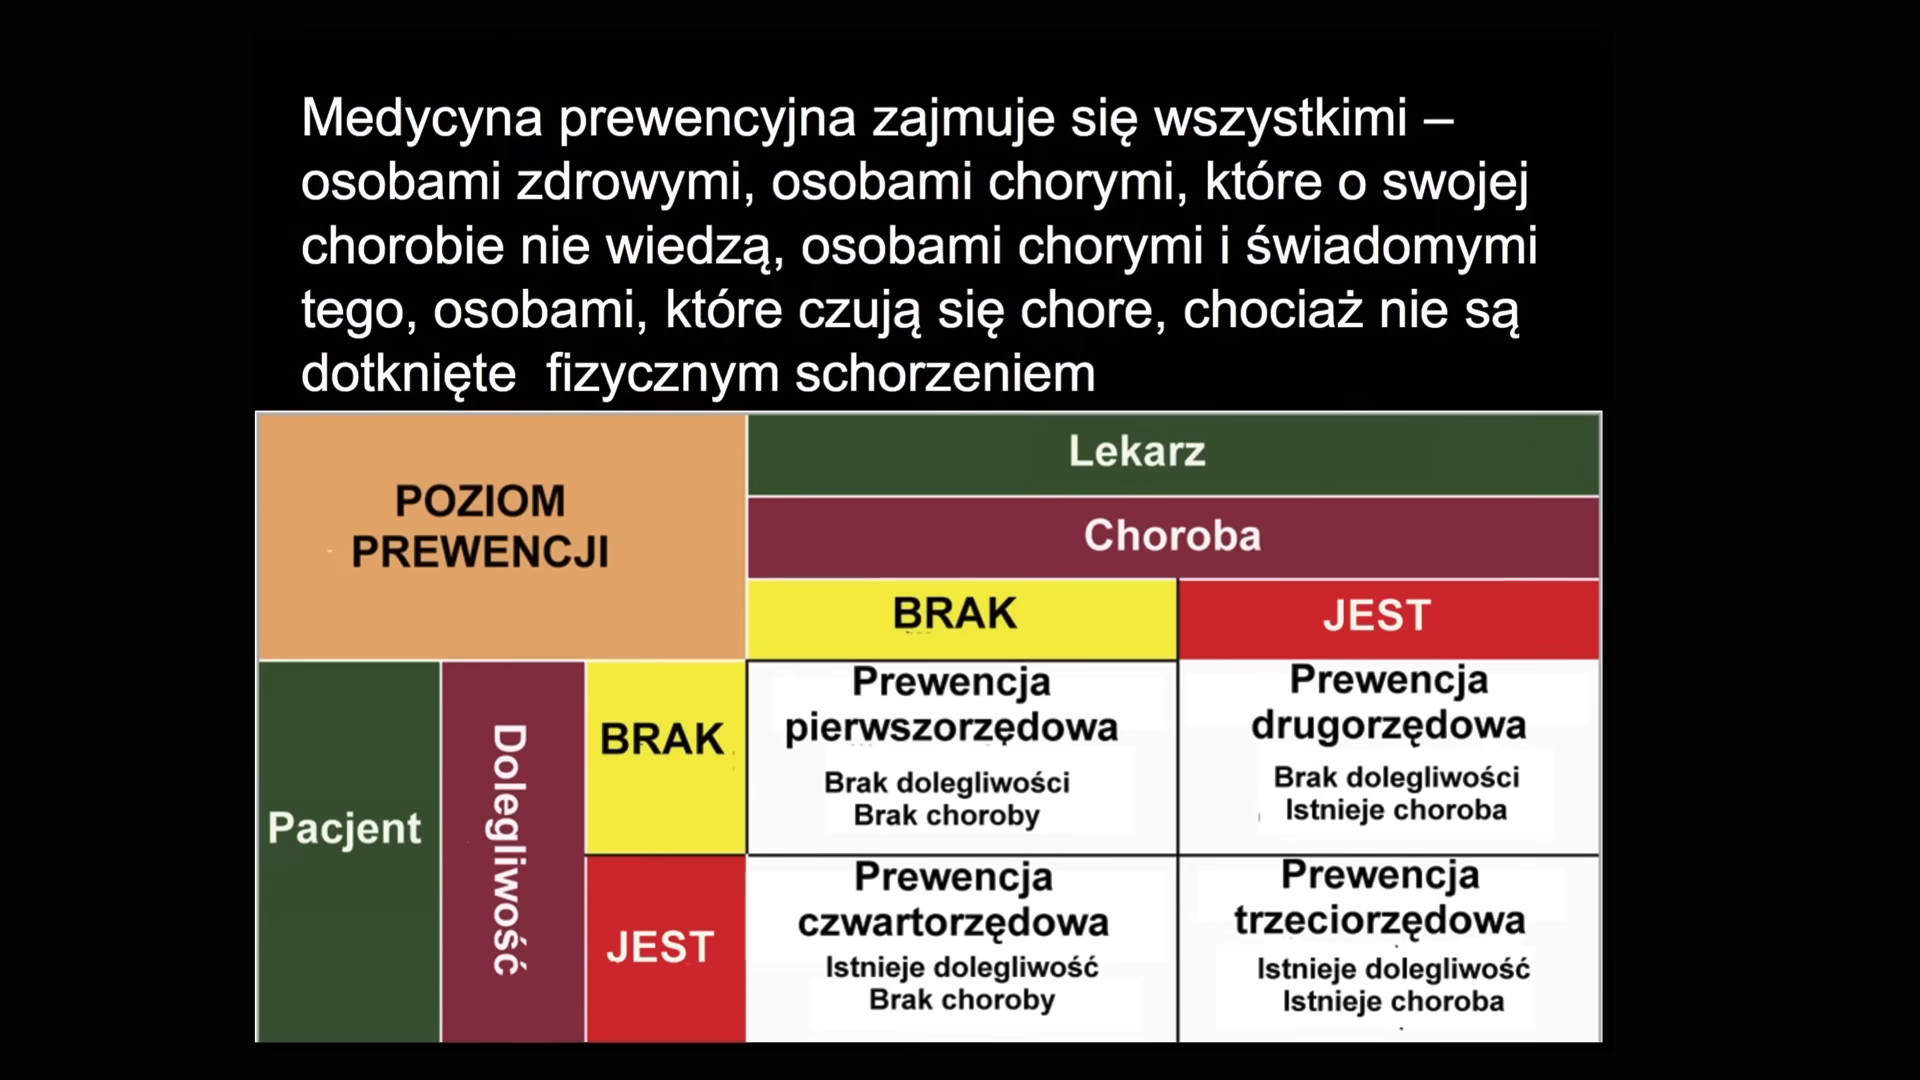 Medycyna prewencyjna zajmuje się wszystkimi –
osobami zdrowymi, osobami chorymi, które o swojej
chorobie nie wiedzą, osobami chorymi i świadomymi
tego, osobami, które czują się chore, chociaż nie są
dotknięte fizycznym schorzeniem
POZIOM
PREWENCJI
Lekarz
Choroba
BRAK
JEST
Pacjent
Dolegliwość
BRAK
Prewencja
pierwszorzędowa
Brak dolegliwości
Brak choroby
Prewencja
drugorzędowa
Brak dolegliwości
Istnieje choroba
JEST
Prewencja
czwartorzędowa
Istnieje dolegliwość
Brak choroby
Prewencja
trzeciorzędowa
Istnieje dolegliwość
Istnieje choroba